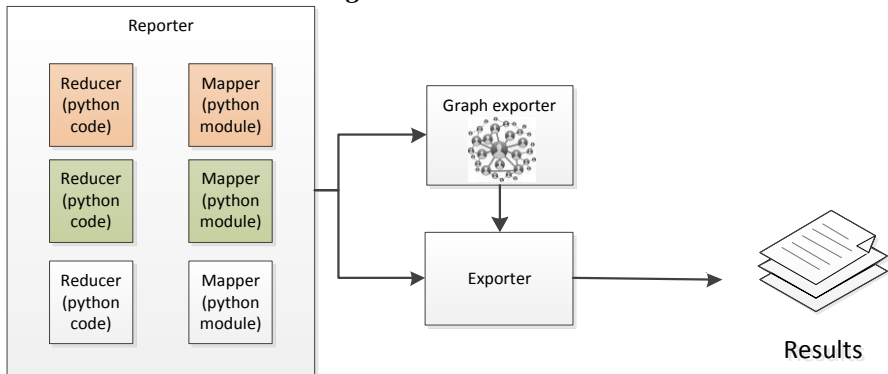 g
Reporter
Reducer
(python
code)
Mapper
(python
module)
Reducer
(python
code)
Mapper
(python
module)
Reducer
(python
code)
Mapper
(python
module)
Graph exporter
Exporter
Results